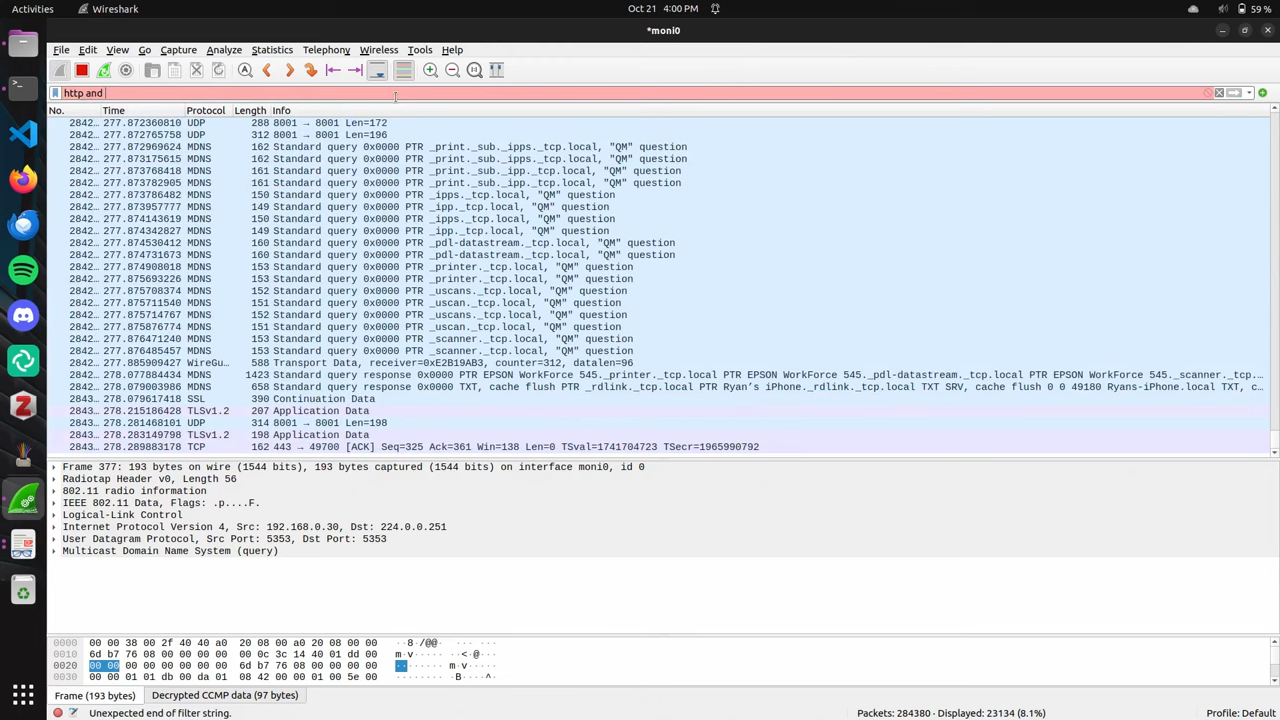 Activities Wireshark Oct 21 4:00 PM 59 %
*moni0
File Edit View Go Capture Analyze Statistics Telephony Wireless Tools Help
http and
No. Time Protocol Length Info
2842… 277.872360810 UDP 288 8001 → 8001 Len=172
2842… 277.872765758 UDP 312 8001 → 8001 Len=196
2842… 277.872969624 MDNS 162 Standard query 0x0000 PTR _print._sub._ipps._tcp.local, "QM" question
2842… 277.873175615 MDNS 162 Standard query 0x0000 PTR _print._sub._ipps._tcp.local, "QM" question
2842… 277.873768418 MDNS 161 Standard query 0x0000 PTR _print._sub._ipp._tcp.local, "QM" question
2842… 277.873782905 MDNS 161 Standard query 0x0000 PTR _print._sub._ipp._tcp.local, "QM" question
2842… 277.873786482 MDNS 150 Standard query 0x0000 PTR _ipps._tcp.local, "QM" question
2842… 277.873957777 MDNS 149 Standard query 0x0000 PTR _ipp._tcp.local, "QM" question
2842… 277.874143619 MDNS 150 Standard query 0x0000 PTR _ipps._tcp.local, "QM" question
2842… 277.874342827 MDNS 149 Standard query 0x0000 PTR _ipp._tcp.local, "QM" question
2842… 277.874530412 MDNS 160 Standard query 0x0000 PTR _pdl-datastream._tcp.local, "QM" question
2842… 277.874731673 MDNS 160 Standard query 0x0000 PTR _pdl-datastream._tcp.local, "QM" question
2842… 277.874908018 MDNS 153 Standard query 0x0000 PTR _printer._tcp.local, "QM" question
2842… 277.875693226 MDNS 153 Standard query 0x0000 PTR _printer._tcp.local, "QM" question
2842… 277.875708374 MDNS 152 Standard query 0x0000 PTR _uscans._tcp.local, "QM" question
2842… 277.875711540 MDNS 151 Standard query 0x0000 PTR _uscan._tcp.local, "QM" question
2842… 277.875714767 MDNS 152 Standard query 0x0000 PTR _uscans._tcp.local, "QM" question
2842… 277.875876774 MDNS 151 Standard query 0x0000 PTR _uscan._tcp.local, "QM" question
2842… 277.876471240 MDNS 153 Standard query 0x0000 PTR _scanner._tcp.local, "QM" question
2842… 277.876485457 MDNS 153 Standard query 0x0000 PTR _scanner._tcp.local, "QM" question
2842… 277.885909427 WireGu… 588 Transport Data, receiver=0xE2B19AB3, counter=312, datalen=96
2843… 278.077884434 MDNS 1423 Standard query response 0x0000 PTR EPSON WorkForce 545._printer._tcp.local PTR EPSON WorkForce 545._pdl-datastream._tcp.local PTR EPSON WorkForce 545._scanner._tcp.…
2843… 278.079003986 MDNS 658 Standard query response 0x0000 TXT, cache flush PTR _rdlink._tcp.local PTR Ryan's iPhone._rdlink._tcp.local TXT SRV, cache flush 0 0 49180 Ryans-iPhone.local TXT, c…
2843… 278.079617418 SSL 390 Continuation Data
2843… 278.215186428 TLSv1.2 207 Application Data
2843… 278.281468101 UDP 314 8001 → 8001 Len=198
2843… 278.283149798 TLSv1.2 198 Application Data
2843… 278.289883178 TCP 162 443 → 49700 [ACK] Seq=325 Ack=361 Win=138 Len=0 TSval=1741704723 TSecr=1965990792
Frame 377: 193 bytes on wire (1544 bits), 193 bytes captured (1544 bits) on interface moni0, id 0
Radiotap Header v0, Length 56
802.11 radio information
IEEE 802.11 Data, Flags: .p....F.
Logical-Link Control
Internet Protocol Version 4, Src: 192.168.0.30, Dst: 224.0.0.251
User Datagram Protocol, Src Port: 5353, Dst Port: 5353
Multicast Domain Name System (query)
0000 00 00 38 00 2f 40 40 a0 20 08 00 a0 20 08 00 00 ··8·/@@· ··· ···
0010 6d b7 76 08 00 00 00 00 00 0c 3c 14 40 01 dd 00 m·v····· ··<·@···
0020 00 00 00 00 00 00 00 00 6d b7 76 08 00 00 00 00 ········ m·v·····
0030 00 00 01 01 db 00 da 01 08 42 00 00 01 00 5e 00 ········ ·B····^·
Frame (193 bytes) Decrypted CCMP data (97 bytes)
Unexpected end of filter string. Packets: 284380 · Displayed: 23134 (8.1%) Profile: Default